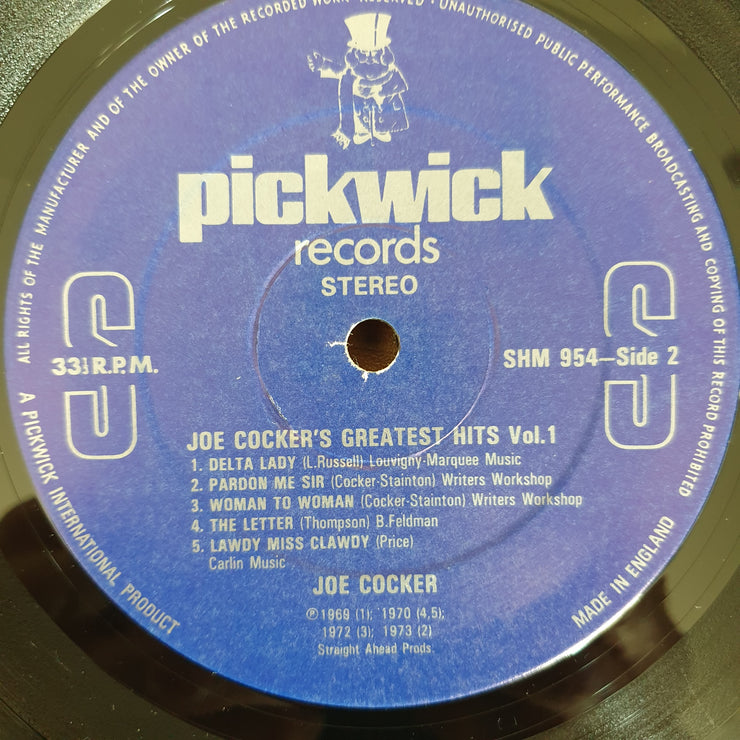 ALL RIGHTS OF THE MANUFACTURER AND OF THE OWNER OF THE RECORDED WORK RESERVED · UNAUTHORISED PUBLIC PERFORMANCE BROADCASTING AND COPYING OF THIS RECORD PROHIBITED
pickwick
records
STEREO
33⅓ R.P.M.
SHM 954–Side 2
JOE COCKER'S GREATEST HITS Vol.1
1. DELTA LADY (L.Russell) Louvigny-Marquee Music
2. PARDON ME SIR (Cocker-Stainton) Writers Workshop
3. WOMAN TO WOMAN (Cocker-Stainton) Writers Workshop
4. THE LETTER (Thompson) B.Feldman
5. LAWDY MISS CLAWDY (Price)
Carlin Music
JOE COCKER
℗1969 (1); 1970 (4,5);
1972 (3); 1973 (2)
Straight Ahead Prods.
A PICKWICK INTERNATIONAL PRODUCT
MADE IN ENGLAND